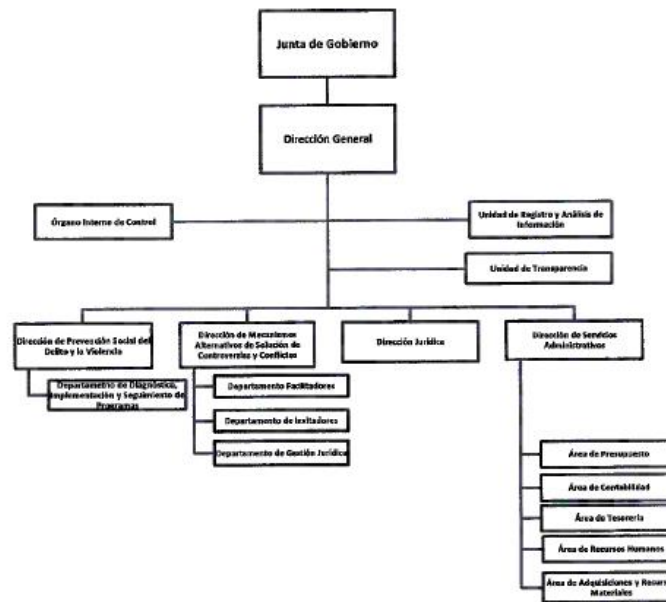 Junta de Gobierno
Dirección General
Órgano Interno de Control
Unidad de Registro y Análisis de
Información
Unidad de Transparencia
Dirección de Prevención Social del
Delito y la Violencia
Dirección de Mecanismos
Alternativos de Solución de
Controversias y Conflictos
Dirección Jurídica
Dirección de Servicios
Administrativos
Departamento de Diagnóstico,
Implementación y Seguimiento de
Programas
Departamento Facilitadores
Departamento de Invitadores
Departamento de Gestión Jurídica
Área de Presupuesto
Área de Contabilidad
Área de Tesorería
Área de Recursos Humanos
Área de Adquisiciones y Recurso
Materiales